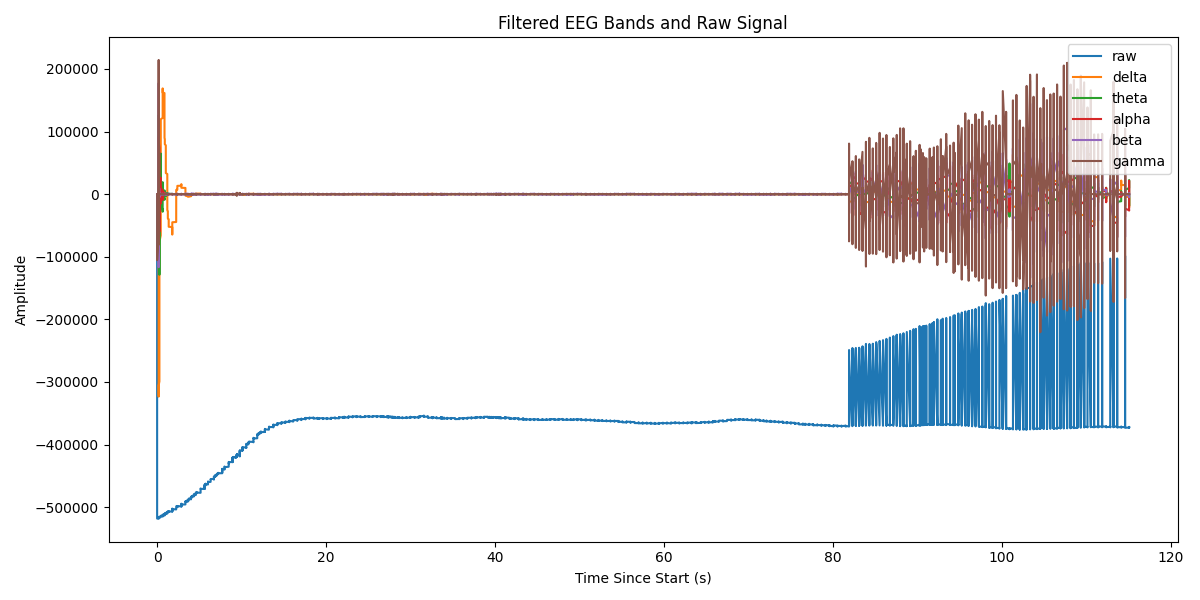 Filtered EEG Bands and Raw Signal
200000
100000
0
−100000
−200000
−300000
−400000
−500000
Amplitude
0 20 40 60 80 100 120
Time Since Start (s)
raw
delta
theta
alpha
beta
gamma